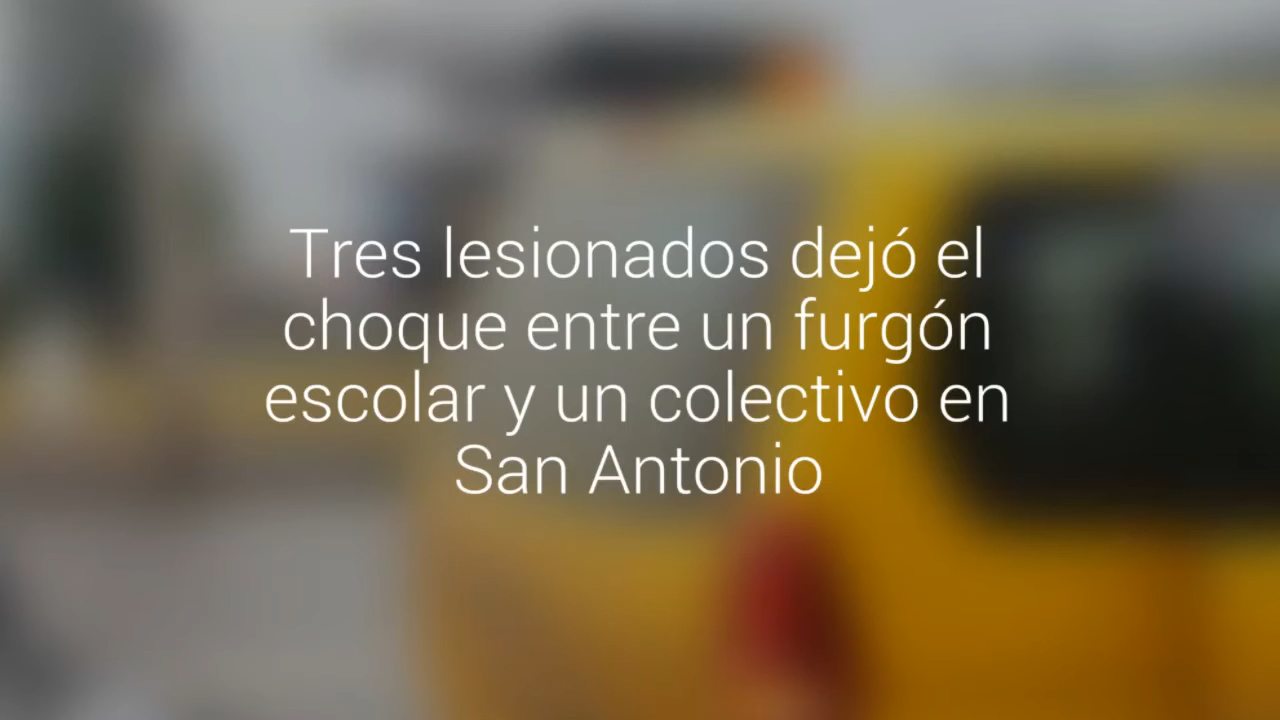 Tres lesionados dejó el
choque entre un furgón
escolar y un colectivo en
San Antonio